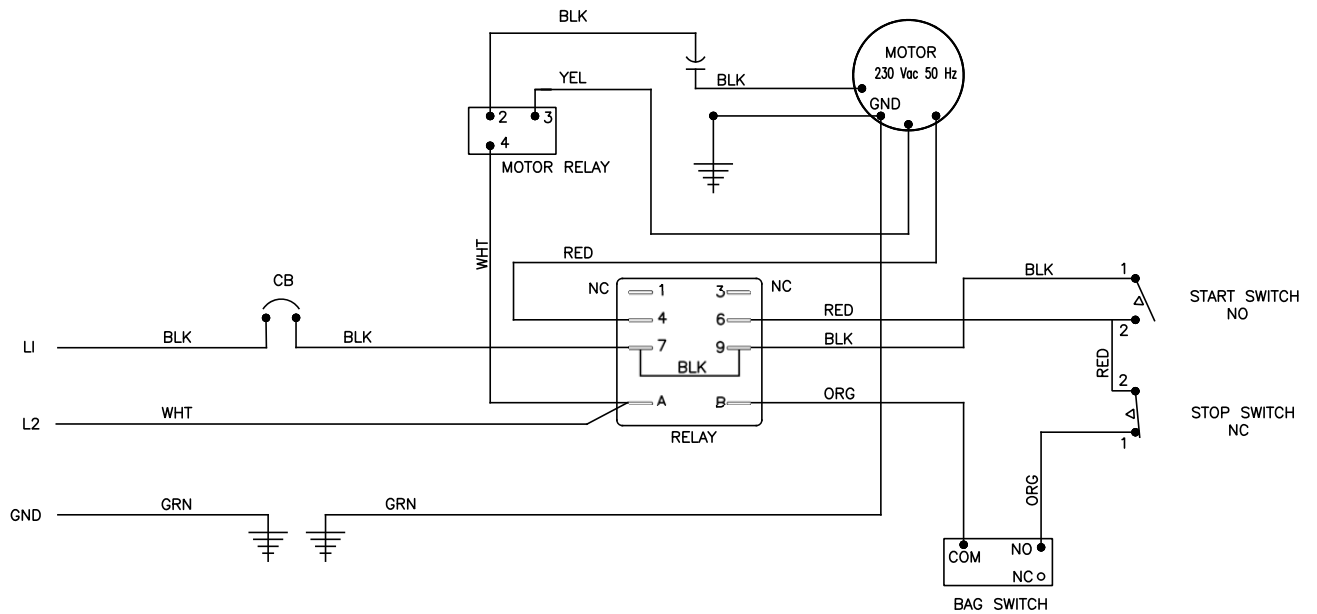 BLK
MOTOR
230 Vac 50 Hz
YEL
BLK
GND
2
3
4
MOTOR RELAY
WHT
RED
BLK
1
CB
NC
1
3
NC
START SWITCH
NO
4
6
RED
2
BLK
BLK
7
9
BLK
LI
BLK
RED
2
A
B
ORG
WHT
L2
STOP SWITCH
NC
RELAY
1
ORG
GRN
GRN
GND
COM
NO
NC
BAG SWITCH